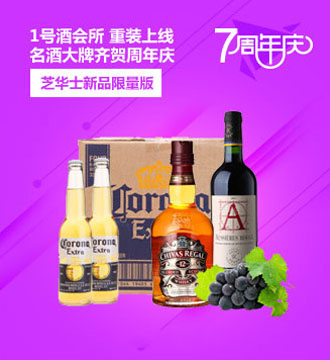 1号酒会所 重装上线
名酒大牌齐贺周年庆
7周年庆
芝华士新品限量版
Corona
Extra
Corona
Extra
Corona
Extra
CHIVAS REGAL
12
A